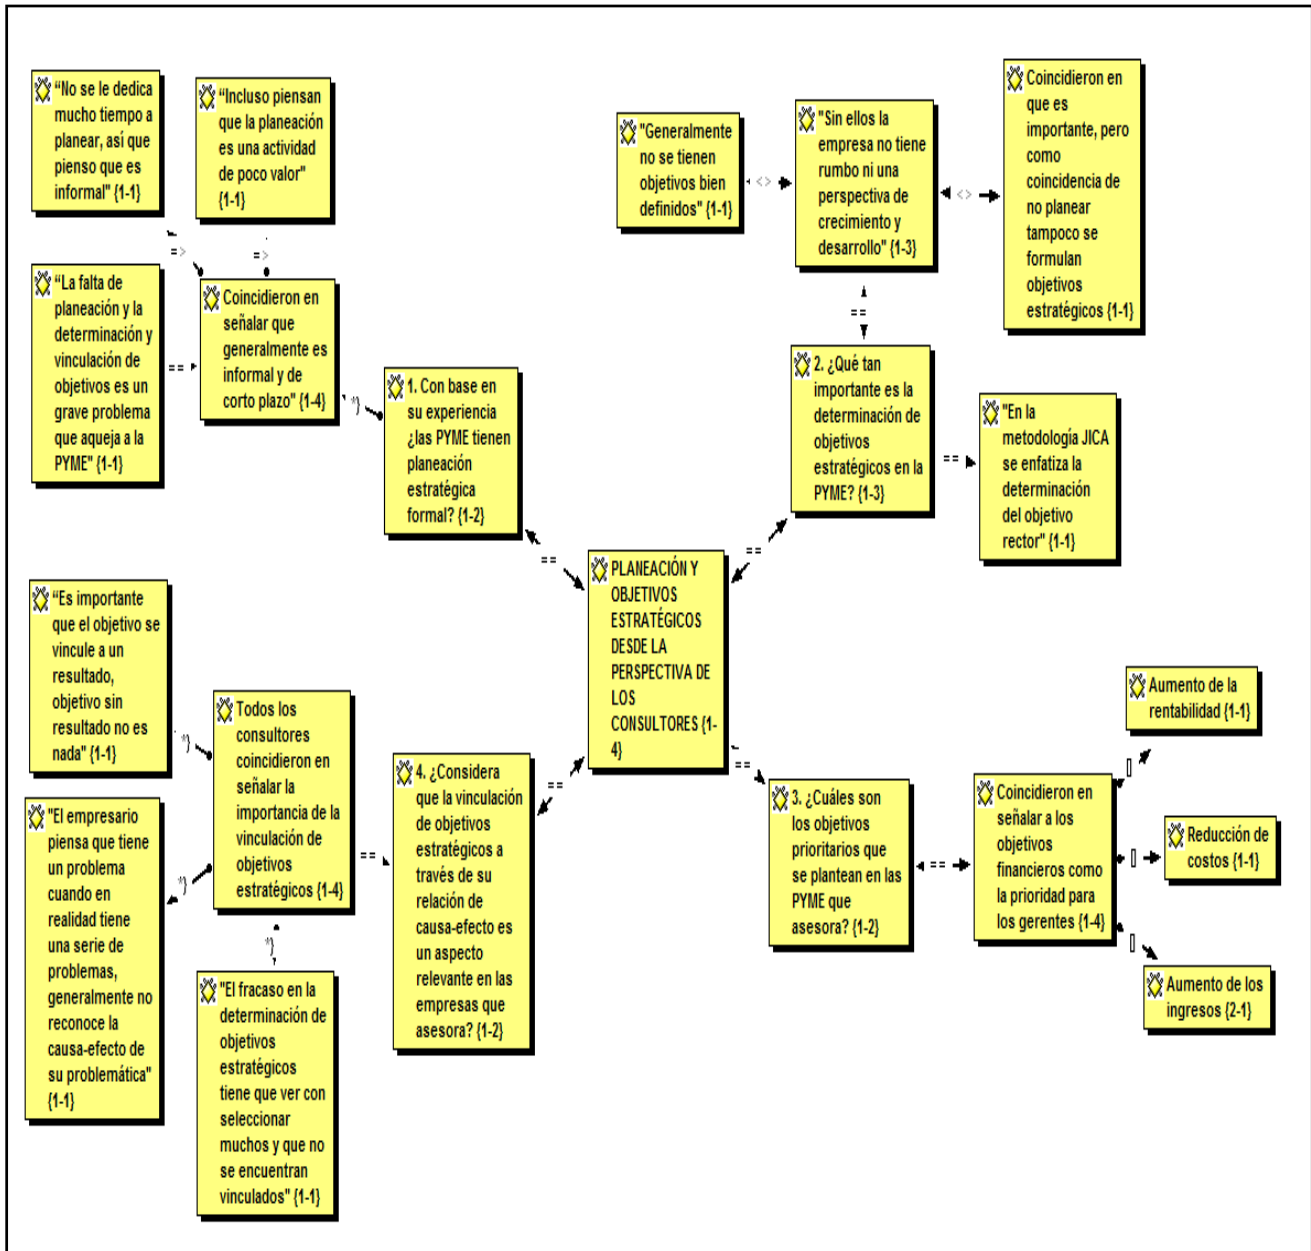 “No se le dedica
mucho tiempo a
planear, así que
pienso que es
informal" {1-1}
“Incluso piensan
que la planeación
es una actividad
de poco valor"
{1-1}
=>
=>
“La falta de
planeación y la
determinación y
vinculación de
objetivos es un
grave problema
que aqueja a la
PYME" {1-1}
==
Coincidieron en
señalar que
generalmente es
informal y de
corto plazo" {1-4}
*}
1. Con base en
su experiencia
¿las PYME tienen
planeación
estratégica
formal? {1-2}
==
"Generalmente
no se tienen
objetivos bien
definidos" {1-1}
<>
"Sin ellos la
empresa no tiene
rumbo ni una
perspectiva de
crecimiento y
desarrollo" {1-3}
<>
Coincidieron en
que es
importante, pero
como
coincidencia de
no planear
tampoco se
formulan
objetivos
estratégicos {1-1}
==
2. ¿Qué tan
importante es la
determinación de
objetivos
estratégicos en la
PYME? {1-3}
==
"En la
metodología JICA
se enfatiza la
determinación
del objetivo
rector" {1-1}
==
PLANEACIÓN Y
OBJETIVOS
ESTRATÉGICOS
DESDE LA
PERSPECTIVA DE
LOS
CONSULTORES {1-
4}
“Es importante
que el objetivo se
vincule a un
resultado,
objetivo sin
resultado no es
nada" {1-1}
*}
"El empresario
piensa que tiene
un problema
cuando en
realidad tiene
una serie de
problemas,
generalmente no
reconoce la
causa-efecto de
su problemática"
{1-1}
*}
Todos los
consultores
coincidieron en
señalar la
importancia de la
vinculación de
objetivos
estratégicos {1-4}
*}
"El fracaso en la
determinación de
objetivos
estratégicos
tiene que ver con
seleccionar
muchos y que no
se encuentran
vinculados" {1-1}
==
4. ¿Considera
que la vinculación
de objetivos
estratégicos a
través de su
relación de
causa-efecto es
un aspecto
relevante en las
empresas que
asesora? {1-2}
==
==
3. ¿Cuáles son
los objetivos
prioritarios que
se plantean en las
PYME que
asesora? {1-2}
==
Coincidieron en
señalar a los
objetivos
financieros como
la prioridad para
los gerentes {1-4}
[]
Aumento de la
rentabilidad {1-1}
[]
Reducción de
costos {1-1}
[]
Aumento de los
ingresos {2-1}